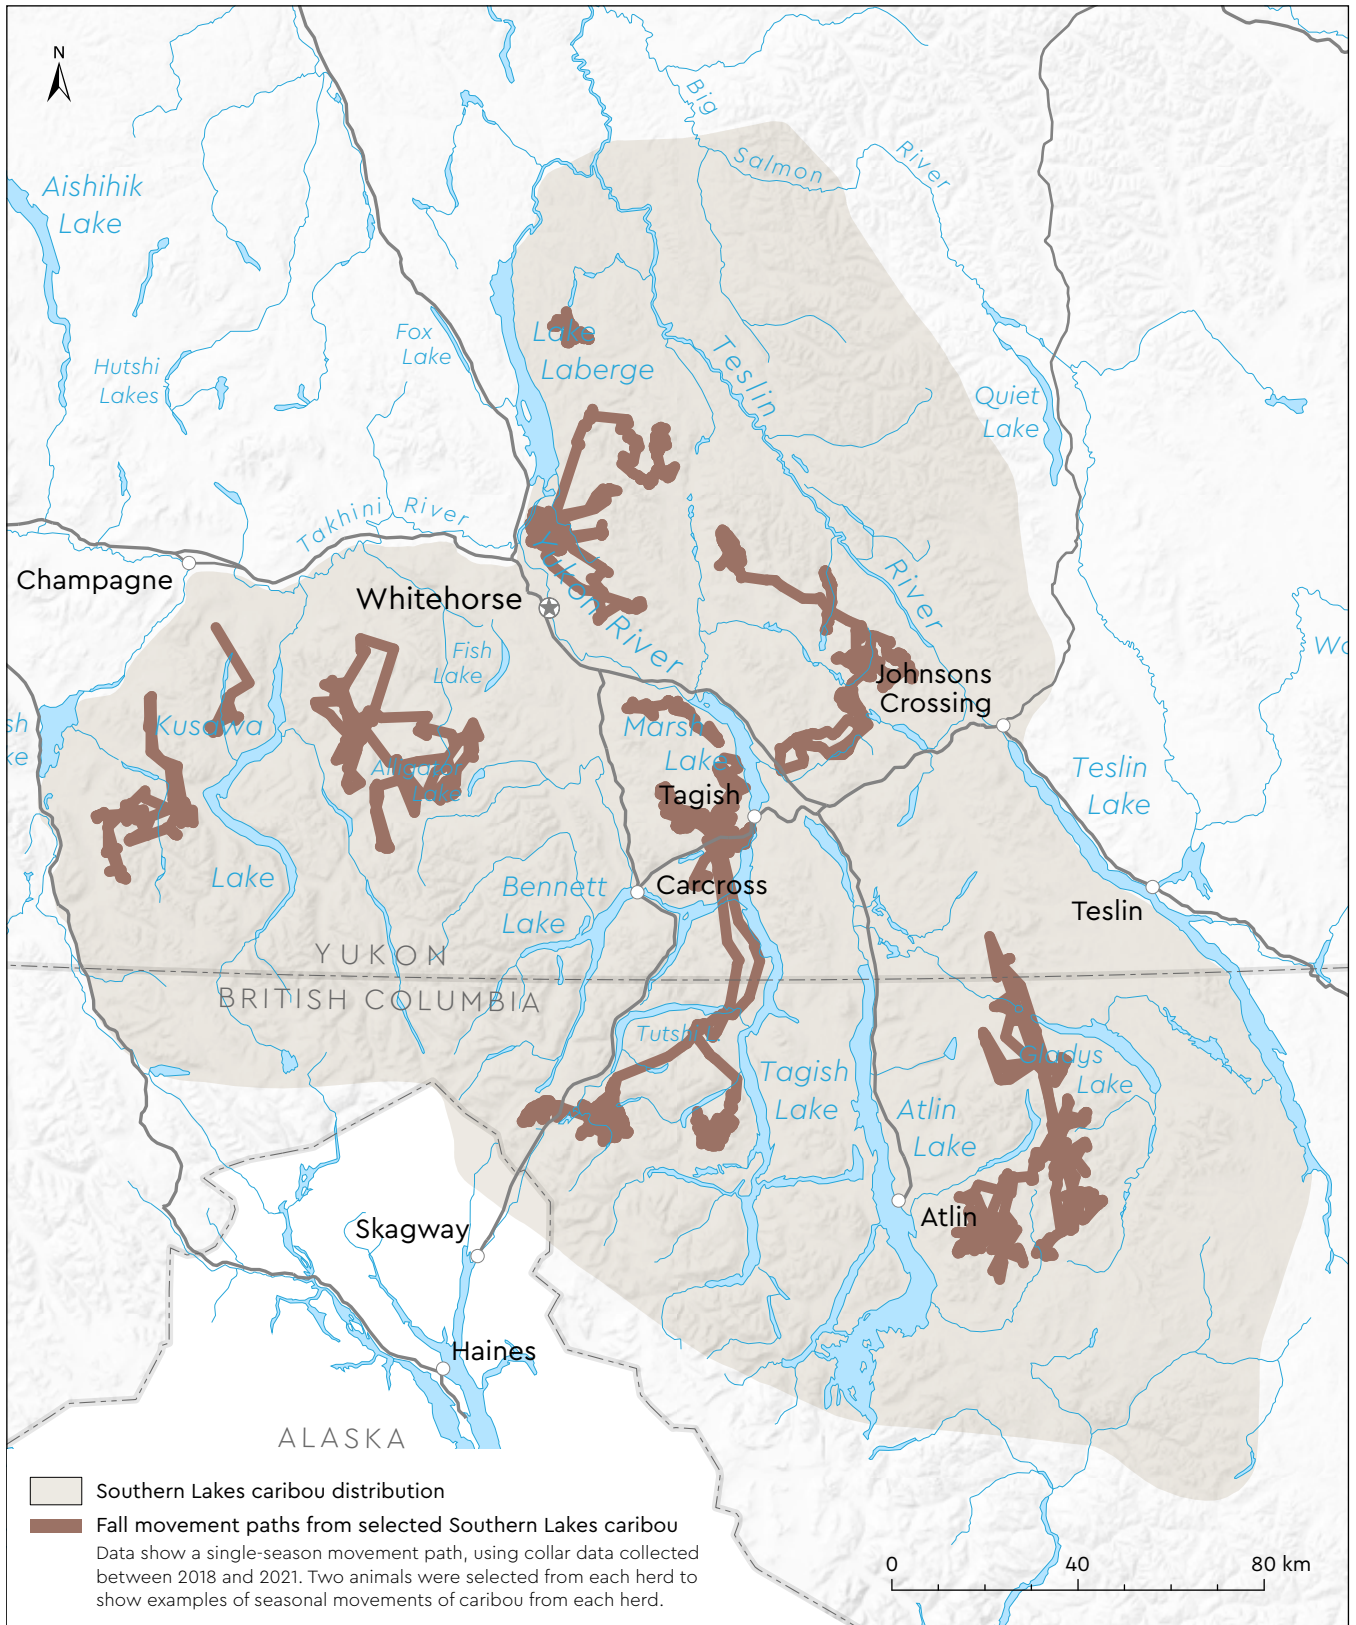 N
Big
Salmon
River
Aishihik
Lake
Fox
Lake
Lake
Laberge
Teslin
River
Hutshi
Lakes
Quiet
Lake
Takhini River
Champagne
Whitehorse
Yukon River
Fish
Lake
Johnsons
Crossing
Kusawa
Lake
Marsh
Lake
Alligator
Lake
Tagish
Teslin
Lake
Bennett
Lake
Carcross
Teslin
YUKON
BRITISH COLUMBIA
Tutshi L.
Gladys
Lake
Tagish
Lake
Atlin
Lake
Atlin
Skagway
Haines
ALASKA
Southern Lakes caribou distribution
Fall movement paths from selected Southern Lakes caribou
Data show a single-season movement path, using collar data collected
between 2018 and 2021. Two animals were selected from each herd to
show examples of seasonal movements of caribou from each herd.
0 40 80 km